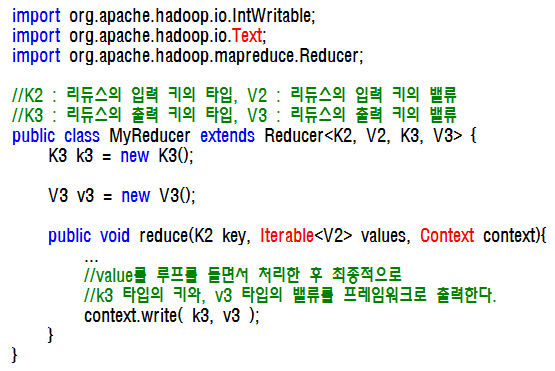 import org.apache.hadoop.io.IntWritable;
import org.apache.hadoop.io.Text;
import org.apache.hadoop.mapreduce.Reducer;
//K2 : 리듀스의 입력 키의 타입, V2 : 리듀스의 입력 키의 밸류
//K3 : 리듀스의 출력 키의 타입, V3 : 리듀스의 출력 키의 밸류
public class MyReducer extends Reducer<K2, V2, K3, V3> {
K3 k3 = new K3();
V3 v3 = new V3();
public void reduce(K2 key, Iterable<V2> values, Context context){
...
//value를 루프를 돌면서 처리한 후 최종적으로
//k3 타입의 키와, v3 타입의 밸류를 프레임워크로 출력한다.
context.write( k3, v3 );
}
}